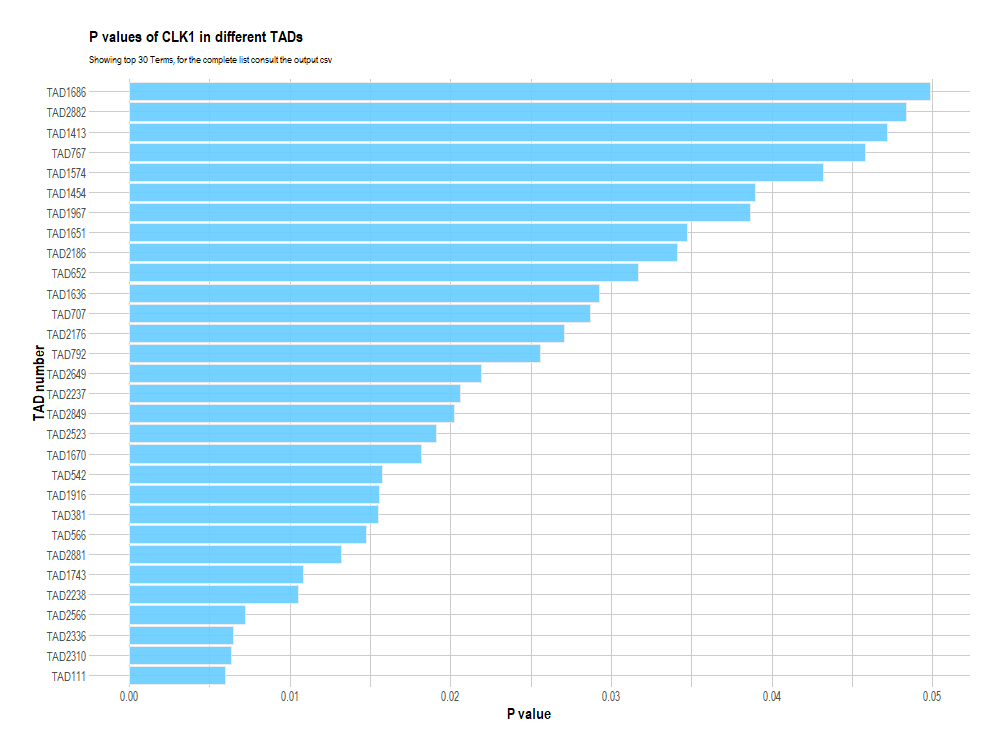 P values of CLK1 in different TADs
Showing top 30 Terms, for the complete list consult the output csv
TAD number
TAD1686
TAD2882
TAD1413
TAD767
TAD1574
TAD1454
TAD1967
TAD1651
TAD2186
TAD652
TAD1636
TAD707
TAD2176
TAD792
TAD2649
TAD2237
TAD2849
TAD2523
TAD1670
TAD542
TAD1916
TAD381
TAD566
TAD2881
TAD1743
TAD2238
TAD2566
TAD2336
TAD2310
TAD111
0.00 0.01 0.02 0.03 0.04 0.05
P value